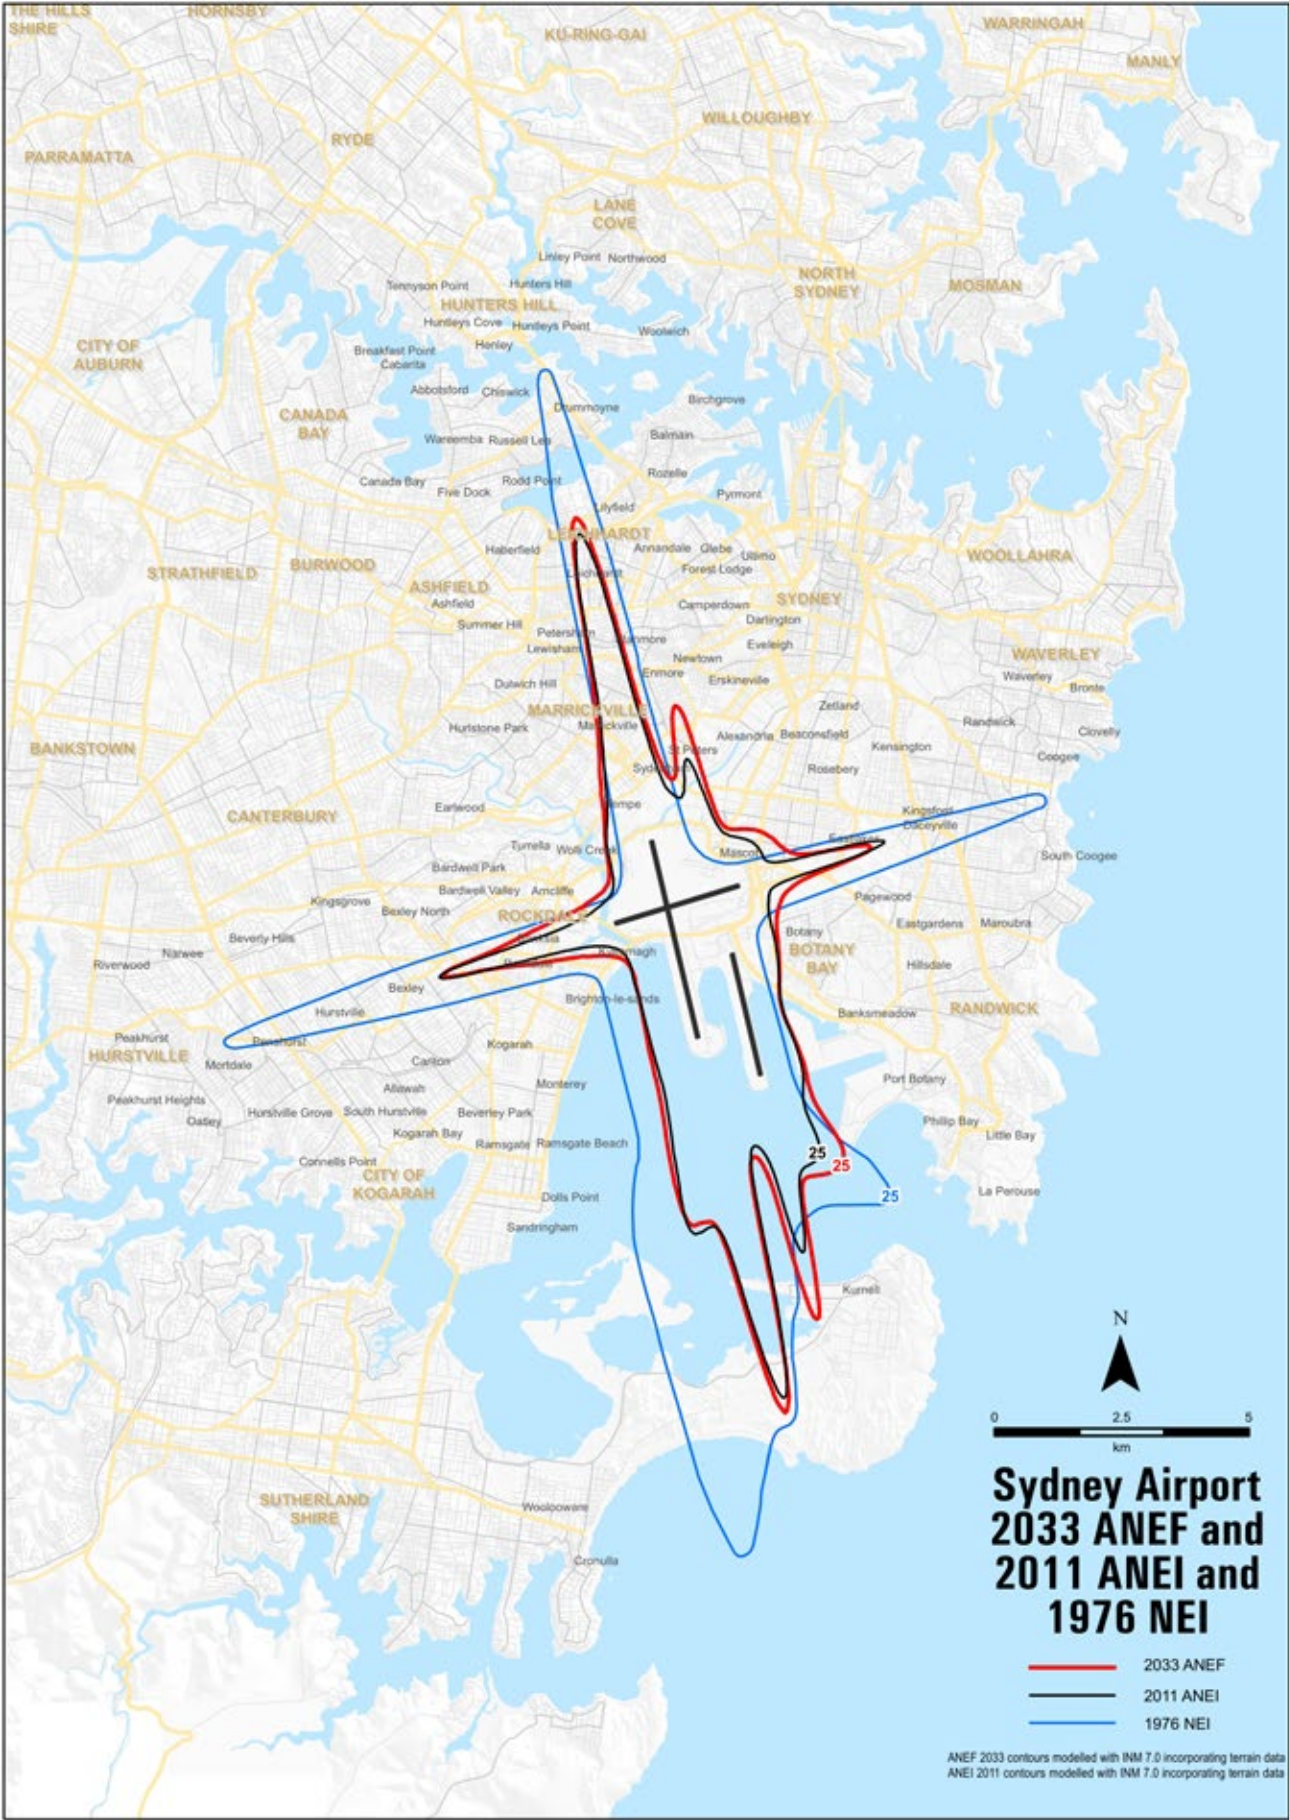 THE HILLS
SHIRE
HORNSBY
KU-RING-GAI
WARRINGAH
MANLY
WILLOUGHBY
RYDE
PARRAMATTA
LANE
COVE
Linley Point Northwood
NORTH
SYDNEY
MOSMAN
Tennyson Point Hunters Hill
HUNTERS HILL
Huntleys Cove Huntleys Point
Woolwich
Henley
CITY OF
AUBURN
Breakfast Point
Cabarita
Abbotsford Chiswick
Drummoyne
Birchgrove
CANADA
BAY
Wareemba Russell Lea
Balmain
Rozelle
Canada Bay
Five Dock
Rodd Point
Pyrmont
Lilyfield
LEICHHARDT
Haberfield
Annandale Glebe Ultimo
Forest Lodge
WOOLLAHRA
STRATHFIELD
BURWOOD
Leichhardt
ASHFIELD
Ashfield
Camperdown
SYDNEY
Summer Hill
Darlington
Petersham
Lewisham
Stanmore
Eveleigh
Newtown
WAVERLEY
Waverley
Bronte
Enmore
Erskineville
Dulwich Hill
MARRICKVILLE
Marrickville
Zetland
Hurlstone Park
Randwick
Clovelly
Alexandria Beaconsfield
Kensington
St Peters
BANKSTOWN
Coogee
Sydenham
Rosebery
Earlwood
Tempe
CANTERBURY
Kingsford
Daceyville
Eastlakes
Turrella Wolli Creek
Mascot
South Coogee
Bardwell Park
Bardwell Valley Arncliffe
Kingsgrove
Bexley North
Pagewood
ROCKDALE
Eastgardens Maroubra
Botany
BOTANY
BAY
Beverly Hills
Banksia
Narwee
Riverwood
Rockdale
Kyeemagh
Hillsdale
Bexley
Brighton-le-sands
RANDWICK
Hurstville
Banksmeadow
Peakhurst
Penshurst
Kogarah
HURSTVILLE
Mortdale
Carlton
Allawah
Monterey
Port Botany
Peakhurst Heights
Hurstville Grove South Hurstville
Beverley Park
Oatley
Phillip Bay
Kogarah Bay
Ramsgate Ramsgate Beach
Little Bay
25
25
Connells Point
CITY OF
KOGARAH
Dolls Point
25
La Perouse
Sandringham
Kurnell
N
0 2.5 5
km
Sydney Airport
2033 ANEF and
2011 ANEI and
1976 NEI
SUTHERLAND
SHIRE
Woolooware
Cronulla
2033 ANEF
2011 ANEI
1976 NEI
ANEF 2033 contours modelled with INM 7.0 incorporating terrain data
ANEI 2011 contours modelled with INM 7.0 incorporating terrain data